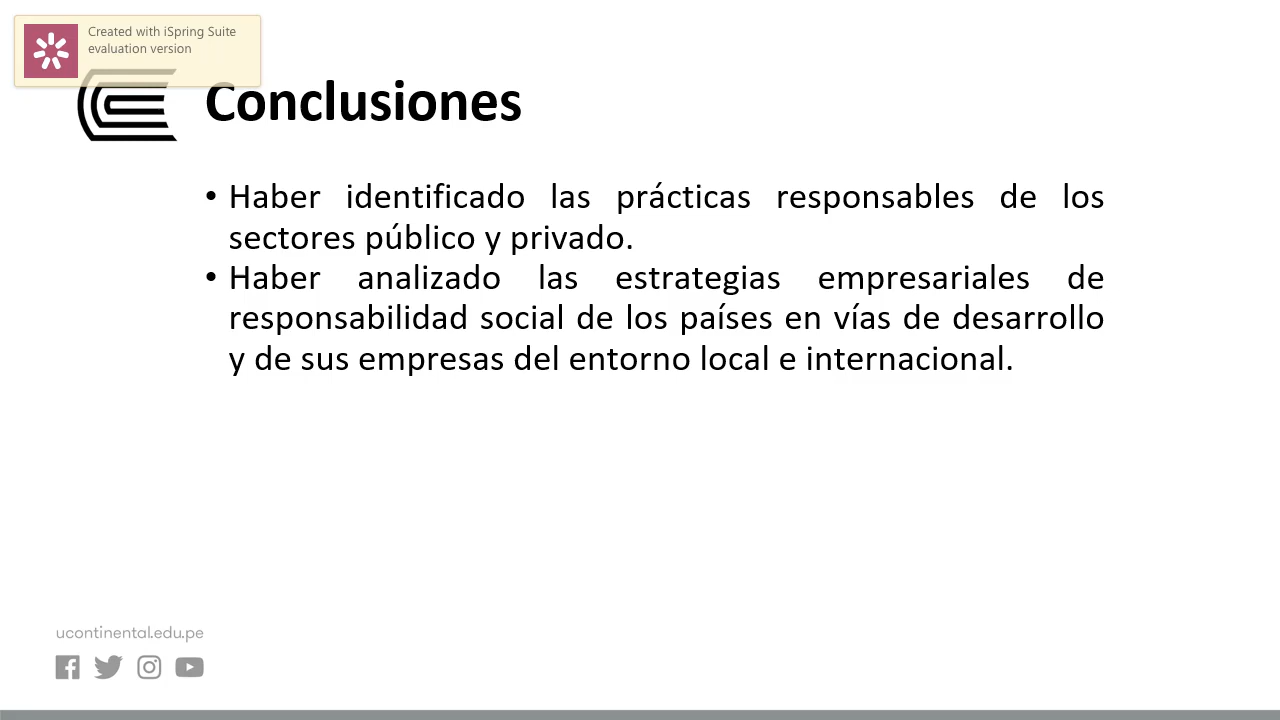 Created with iSpring Suite
evaluation version
Conclusiones
• Haber identificado las prácticas responsables de los
sectores público y privado.
• Haber analizado las estrategias empresariales de
responsabilidad social de los países en vías de desarrollo
y de sus empresas del entorno local e internacional.
ucontinental.edu.pe